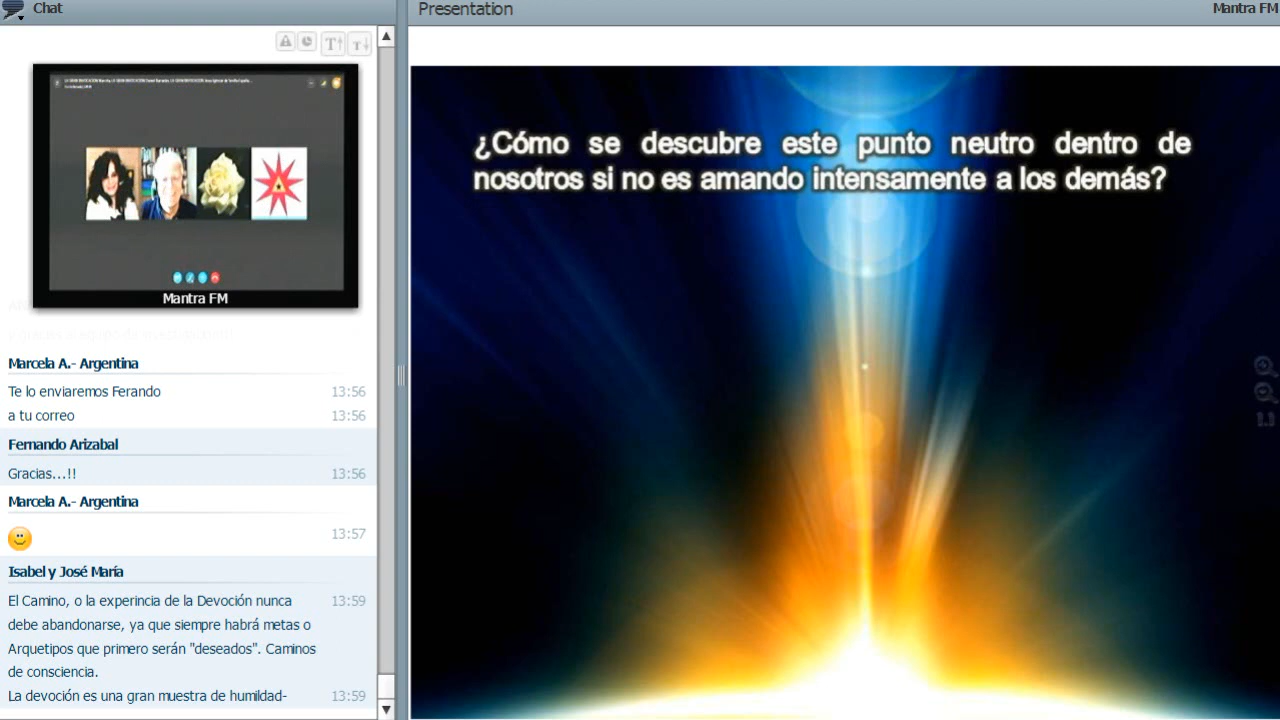 Chat
Presentation
Mantra FM
Mantra FM
Marcela A.- Argentina
Te lo enviaremos Ferando 13:56
a tu correo 13:56
Fernando Arizabal
Gracias...!! 13:56
Marcela A.- Argentina
13:57
Isabel y José María
El Camino, o la experincia de la Devoción nunca 13:59
debe abandonarse, ya que siempre habrá metas o
Arquetipos que primero serán "deseados". Caminos
de consciencia.
La devoción es una gran muestra de humildad- 13:59
¿Cómo se descubre este punto neutro dentro de
nosotros si no es amando intensamente a los demás?
1:1